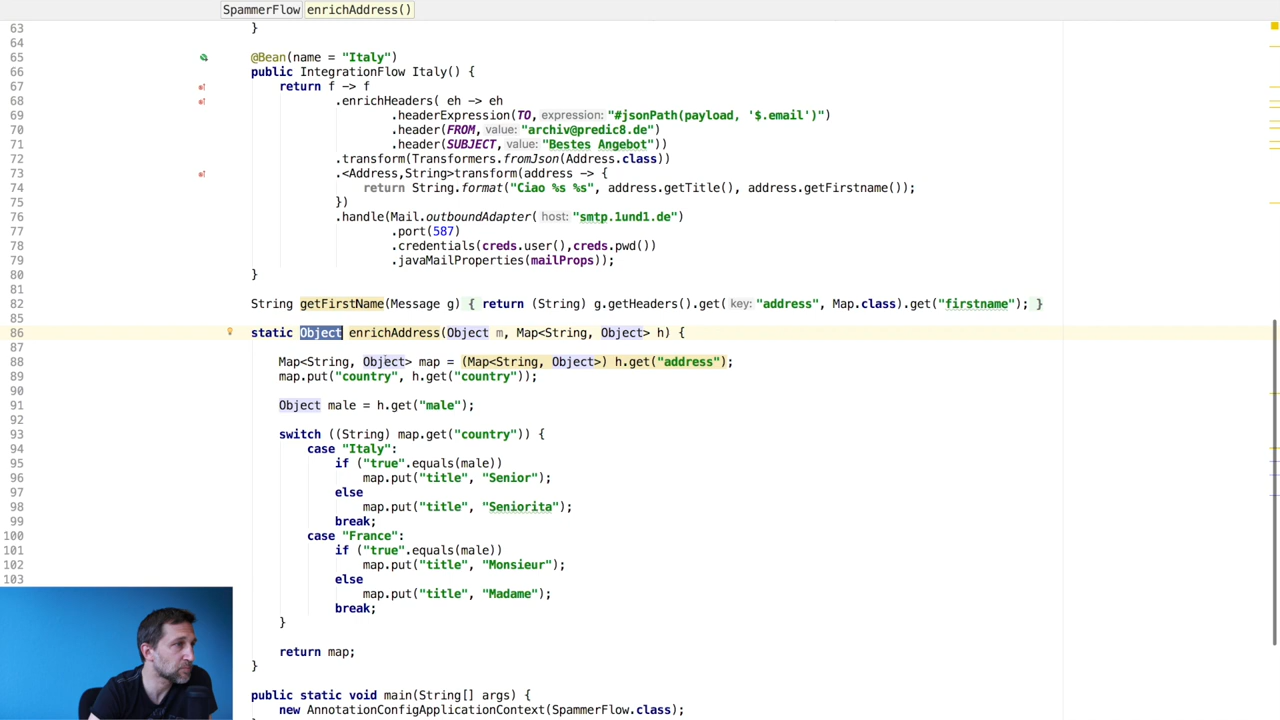 SpammerFlow enrichAddress()
63 }
64
65 @Bean(name = "Italy")
66 public IntegrationFlow Italy() {
67 return f -> f
68 .enrichHeaders( eh -> eh
69 .headerExpression(TO, expression: "#jsonPath(payload, '$.email')")
70 .header(FROM, value: "archiv@predic8.de")
71 .header(SUBJECT, value: "Bestes Angebot"))
72 .transform(Transformers.fromJson(Address.class))
73 .<Address,String>transform(address -> {
74 return String.format("Ciao %s %s", address.getTitle(), address.getFirstname());
75 })
76 .handle(Mail.outboundAdapter( host: "smtp.1und1.de")
77 .port(587)
78 .credentials(creds.user(),creds.pwd())
79 .javaMailProperties(mailProps));
80 }
81
82 String getFirstName(Message g) { return (String) g.getHeaders().get( key: "address", Map.class).get("firstname"); }
85
86 static Object enrichAddress(Object m, Map<String, Object> h) {
87
88 Map<String, Object> map = (Map<String, Object>) h.get("address");
89 map.put("country", h.get("country"));
90
91 Object male = h.get("male");
92
93 switch ((String) map.get("country")) {
94 case "Italy":
95 if ("true".equals(male))
96 map.put("title", "Senior");
97 else
98 map.put("title", "Seniorita");
99 break;
100 case "France":
101 if ("true".equals(male))
102 map.put("title", "Monsieur");
103 else
map.put("title", "Madame");
break;
}
return map;
}
public static void main(String[] args) {
new AnnotationConfigApplicationContext(SpammerFlow.class);